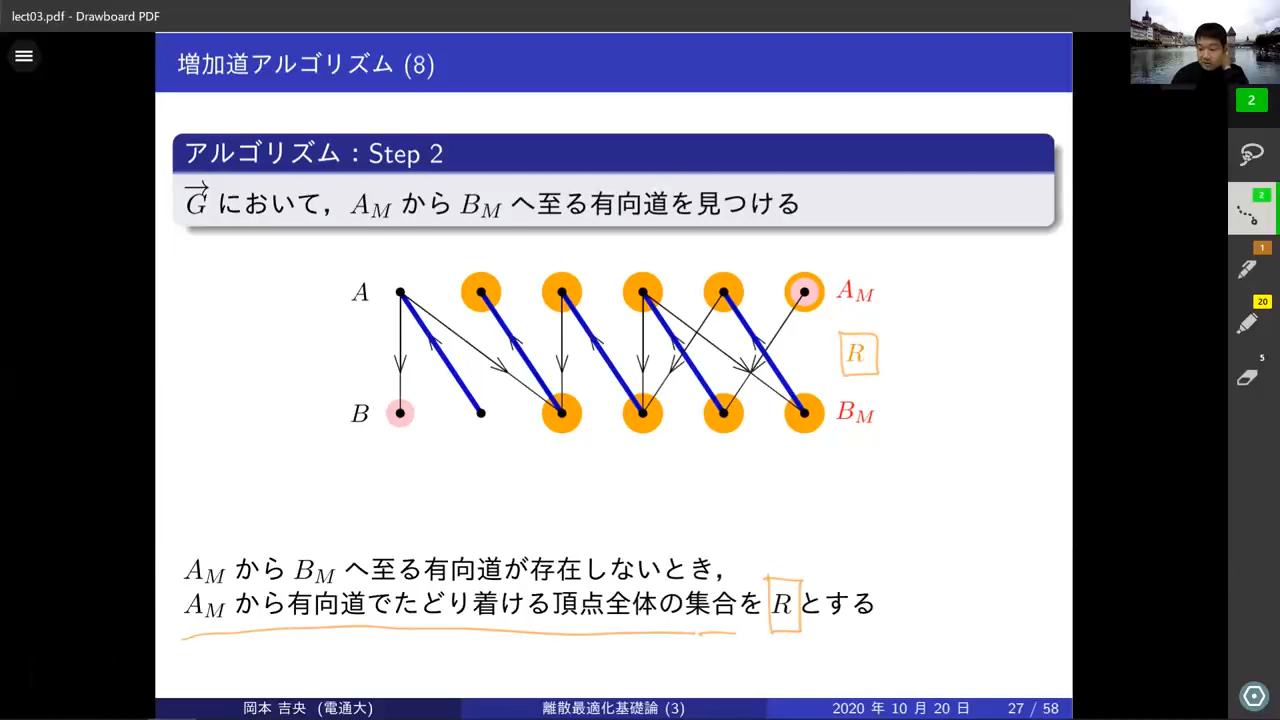 lect03.pdf - Drawboard PDF
増加道アルゴリズム (8)
2
アルゴリズム：Step 2
G において，A_M から B_M へ至る有向道を見つける
2
1
20
5
A
A_M
R
B
B_M
A_M から B_M へ至る有向道が存在しないとき，
A_M から有向道でたどり着ける頂点全体の集合を R とする
岡本 吉央 (電通大) 離散最適化基礎論 (3) 2020 年 10 月 20 日 27 / 58